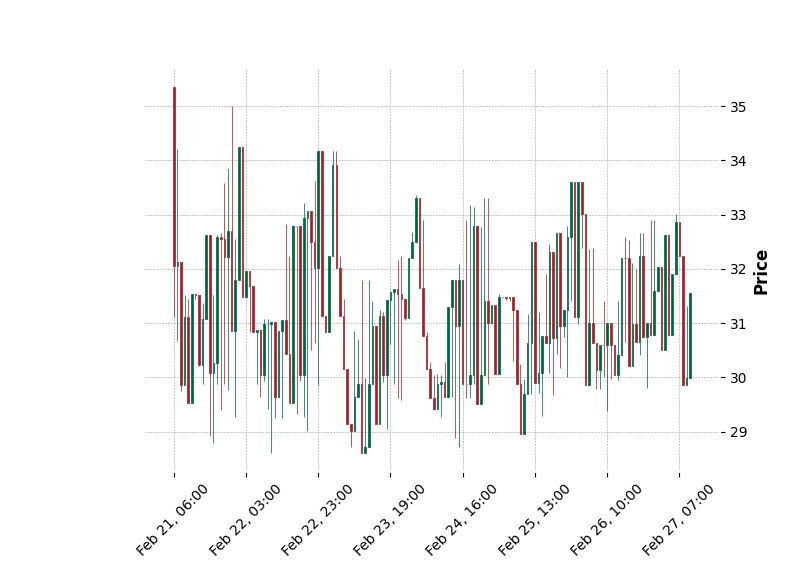 35
34
33
32
31
30
29
Price
Feb 21, 06:00
Feb 22, 03:00
Feb 22, 23:00
Feb 23, 19:00
Feb 24, 16:00
Feb 25, 13:00
Feb 26, 10:00
Feb 27, 07:00